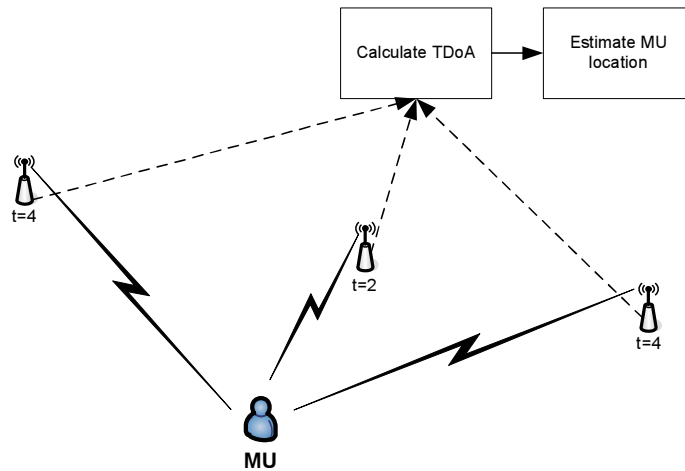 Calculate TDoA
Estimate MU
location
t=4
t=2
t=4
MU